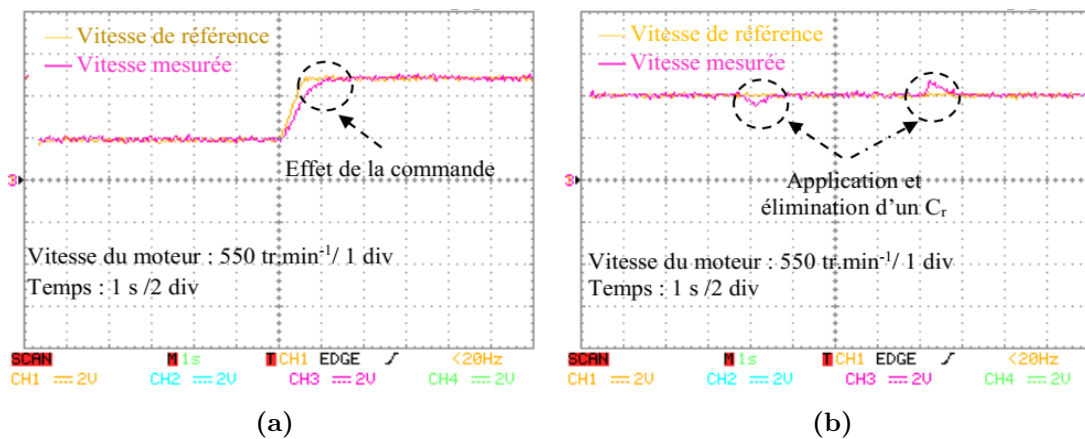 Vitesse de référence
Vitesse mesurée
Effet de la commande
3
Vitesse du moteur : 550 tr.min⁻¹/ 1 div
Temps : 1 s /2 div
SCAN M 1s T CH1 EDGE <20Hz
CH1 2V CH2 2V CH3 2V CH4 2V
(a)
Vitesse de référence
Vitesse mesurée
3
Application et
élimination d'un Cᵣ
Vitesse du moteur : 550 tr.min⁻¹/ 1 div
Temps : 1 s /2 div
SCAN M 1s T CH1 EDGE <20Hz
CH1 2V CH2 2V CH3 2V CH4 2V
(b)